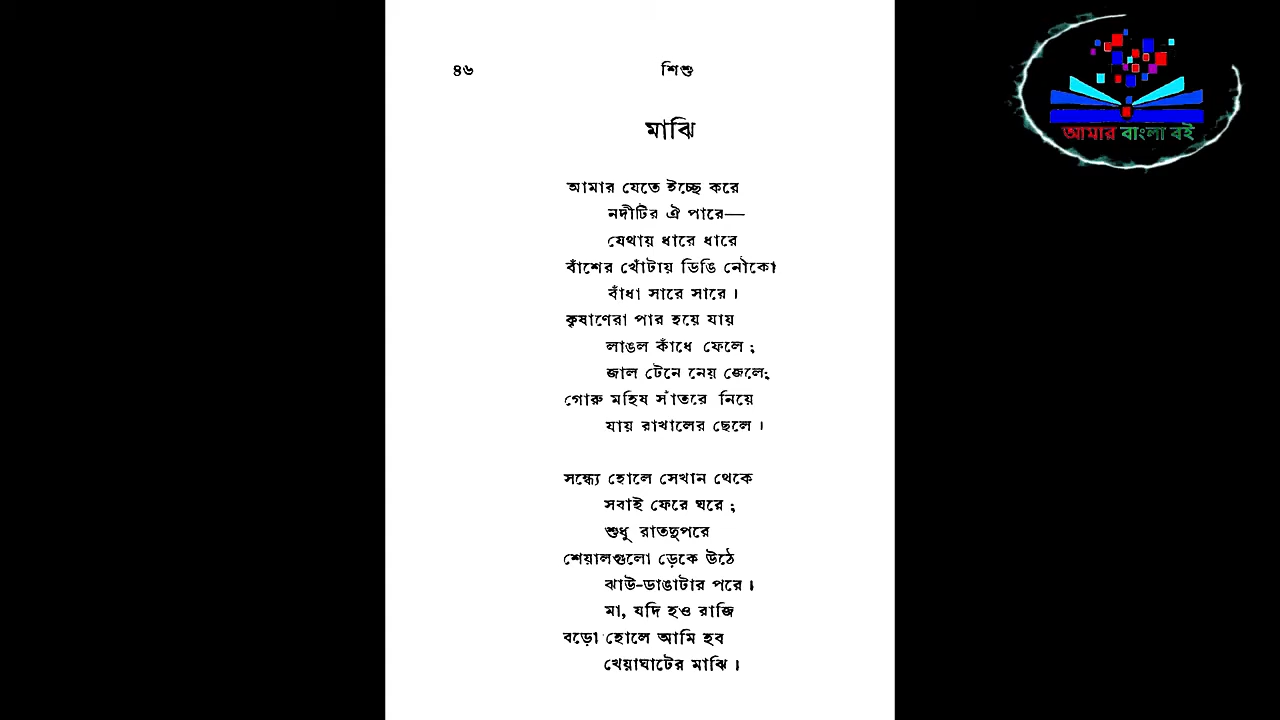 ৪৬ শিশু
মাঝি
আমার যেতে ইচ্ছে করে
নদীটির ঐ পারে—
যেথায় ধারে ধারে
বাঁশের খোঁটায় ডিঙি নৌকো
বাঁধা সারে সারে।
কৃষাণেরা পার হয়ে যায়
লাঙল কাঁধে ফেলে;
জাল টেনে নেয় জেলে;
গোরু মহিষ সাঁতরে নিয়ে
যায় রাখালের ছেলে।
সন্ধ্যে হোলে সেখান থেকে
সবাই ফেরে ঘরে;
শুধু রাতদুপরে
শেয়ালগুলো ড়েকে উঠে
ঝাউ-ডাঙাটার পরে।
মা, যদি হও রাজি
বড়ো হোলে আমি হব
খেয়াঘাটের মাঝি।
আমার বাংলা বই